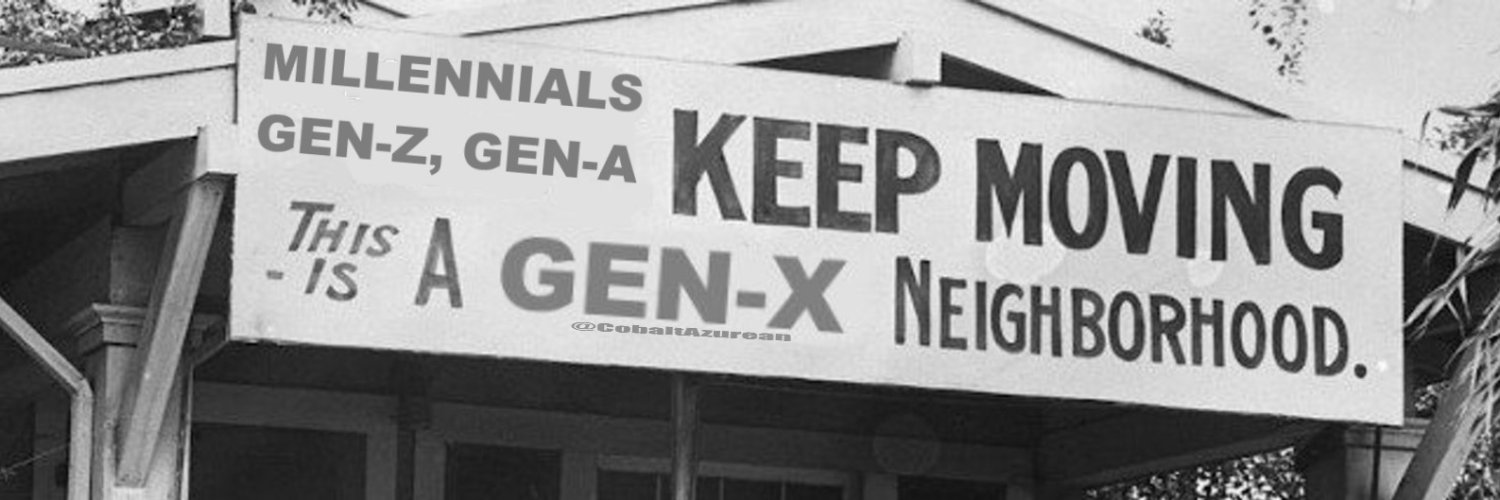 MILLENNIALS
GEN-Z, GEN-A
KEEP MOVING
THIS
- IS
A GEN-X NEIGHBORHOOD.
@CobaltAzurean